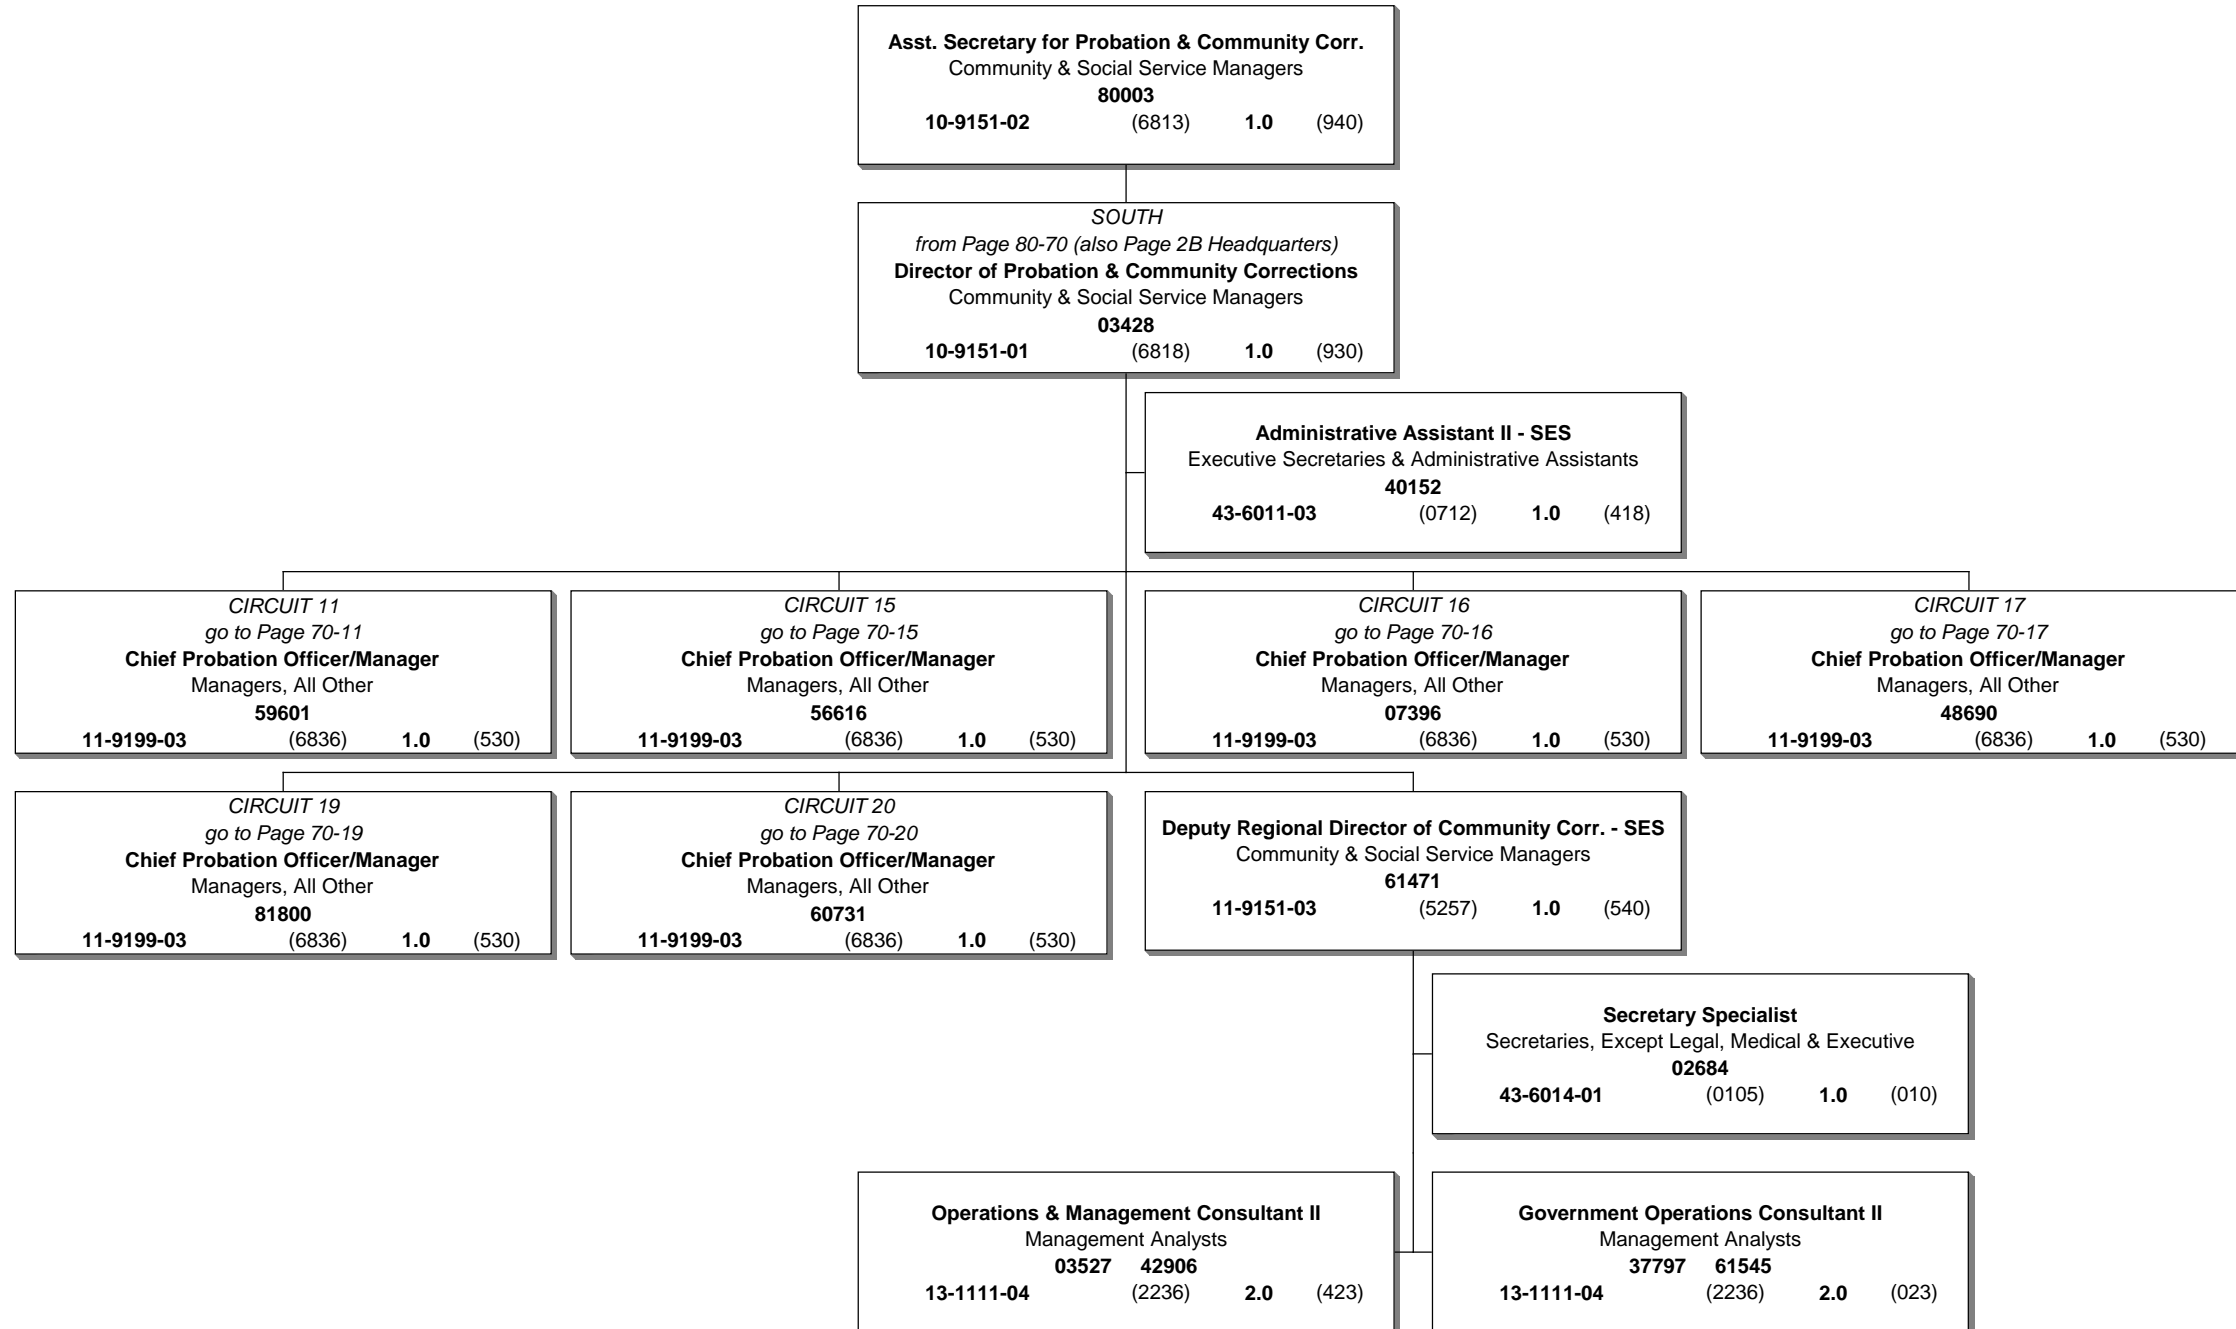 Asst. Secretary for Probation & Community Corr.
Community & Social Service Managers
80003
10-9151-02 (6813) 1.0 (940)
SOUTH
from Page 80-70 (also Page 2B Headquarters)
Director of Probation & Community Corrections
Community & Social Service Managers
03428
10-9151-01 (6818) 1.0 (930)
Administrative Assistant II - SES
Executive Secretaries & Administrative Assistants
40152
43-6011-03 (0712) 1.0 (418)
CIRCUIT 11
go to Page 70-11
Chief Probation Officer/Manager
Managers, All Other
59601
11-9199-03 (6836) 1.0 (530)
CIRCUIT 15
go to Page 70-15
Chief Probation Officer/Manager
Managers, All Other
56616
11-9199-03 (6836) 1.0 (530)
CIRCUIT 16
go to Page 70-16
Chief Probation Officer/Manager
Managers, All Other
07396
11-9199-03 (6836) 1.0 (530)
CIRCUIT 17
go to Page 70-17
Chief Probation Officer/Manager
Managers, All Other
48690
11-9199-03 (6836) 1.0 (530)
CIRCUIT 19
go to Page 70-19
Chief Probation Officer/Manager
Managers, All Other
81800
11-9199-03 (6836) 1.0 (530)
CIRCUIT 20
go to Page 70-20
Chief Probation Officer/Manager
Managers, All Other
60731
11-9199-03 (6836) 1.0 (530)
Deputy Regional Director of Community Corr. - SES
Community & Social Service Managers
61471
11-9151-03 (5257) 1.0 (540)
Secretary Specialist
Secretaries, Except Legal, Medical & Executive
02684
43-6014-01 (0105) 1.0 (010)
Operations & Management Consultant II
Management Analysts
03527 42906
13-1111-04 (2236) 2.0 (423)
Government Operations Consultant II
Management Analysts
37797 61545
13-1111-04 (2236) 2.0 (023)